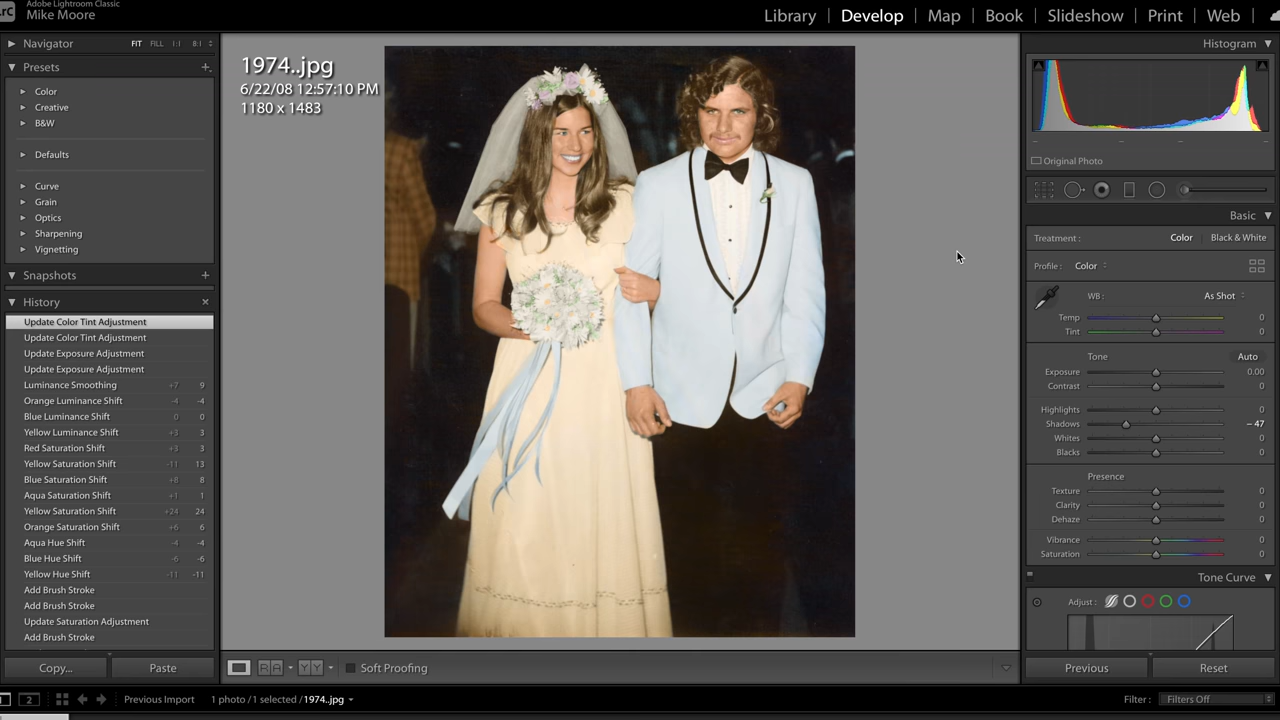 Adobe Lightroom Classic
Mike Moore
Library | Develop | Map | Book | Slideshow | Print | Web |
Navigator FIT FILL 1:1 8:1
Presets
Color
Creative
B&W
Defaults
Curve
Grain
Optics
Sharpening
Vignetting
Snapshots
History
Update Color Tint Adjustment
Update Color Tint Adjustment
Update Exposure Adjustment
Update Exposure Adjustment
Luminance Smoothing +7 9
Orange Luminance Shift -4 -4
Blue Luminance Shift 0 0
Yellow Luminance Shift +3 3
Red Saturation Shift +3 3
Yellow Saturation Shift -11 13
Blue Saturation Shift +8 8
Aqua Saturation Shift +1 1
Yellow Saturation Shift +24 24
Orange Saturation Shift +6 6
Aqua Hue Shift -4 -4
Blue Hue Shift -6 -6
Yellow Hue Shift -11 -11
Add Brush Stroke
Add Brush Stroke
Update Saturation Adjustment
Add Brush Stroke
Copy... Paste
1974..jpg
6/22/08 12:57:10 PM
1180 x 1483
Soft Proofing
Histogram
Original Photo
Basic
Treatment : Color Black & White
Profile : Color
WB : As Shot
Temp 0
Tint 0
Tone Auto
Exposure 0.00
Contrast 0
Highlights 0
Shadows – 47
Whites 0
Blacks 0
Presence
Texture 0
Clarity 0
Dehaze 0
Vibrance 0
Saturation 0
Tone Curve
Adjust :
Previous Reset
2 Previous Import 1 photo / 1 selected / 1974..jpg Filter : Filters Off